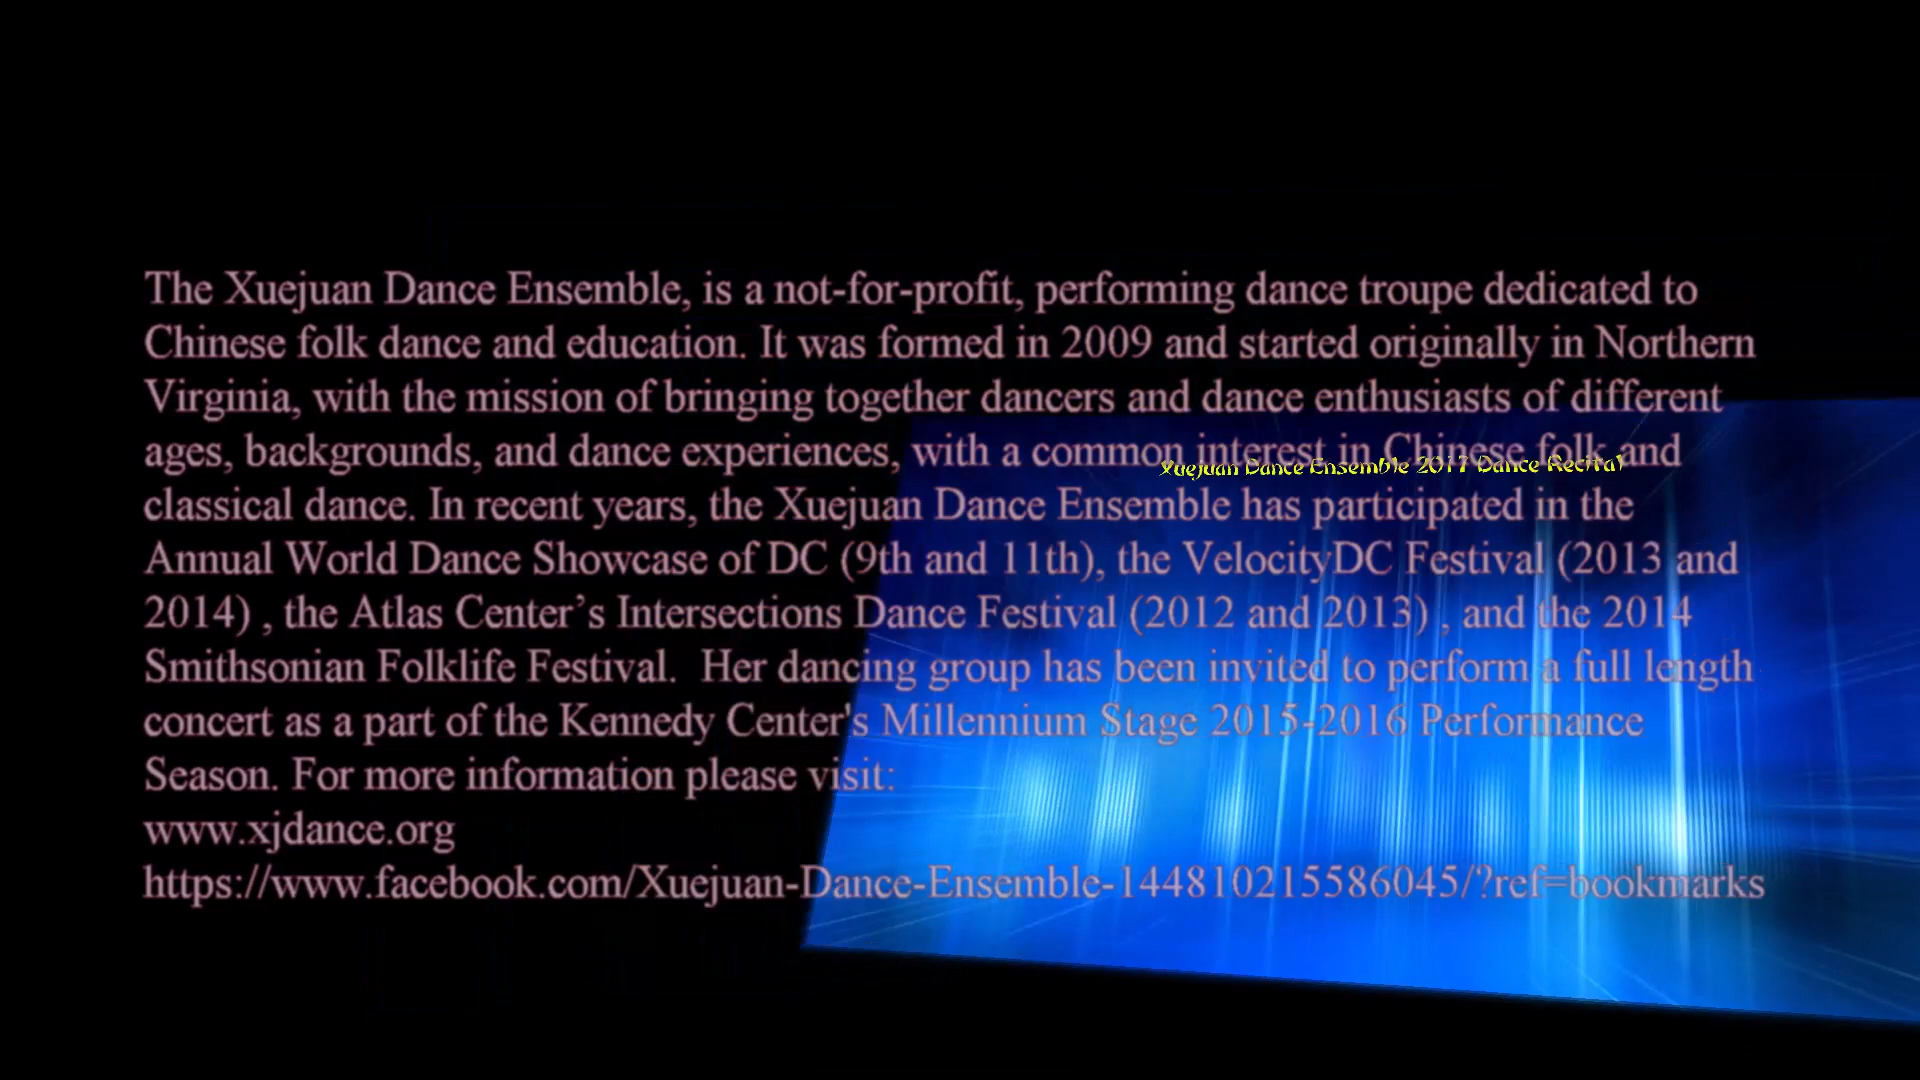 The Xuejuan Dance Ensemble, is a not-for-profit, performing dance troupe dedicated to
Chinese folk dance and education. It was formed in 2009 and started originally in Northern
Virginia, with the mission of bringing together dancers and dance enthusiasts of different
ages, backgrounds, and dance experiences, with a common interest in Chinese folk and
Xuejuan Dance Ensemble 2017 Dance Recital
classical dance. In recent years, the Xuejuan Dance Ensemble has participated in the
Annual World Dance Showcase of DC (9th and 11th), the VelocityDC Festival (2013 and
2014) , the Atlas Center’s Intersections Dance Festival (2012 and 2013) , and the 2014
Smithsonian Folklife Festival.  Her dancing group has been invited to perform a full length
concert as a part of the Kennedy Center's Millennium Stage 2015-2016 Performance
Season. For more information please visit:
www.xjdance.org
https://www.facebook.com/Xuejuan-Dance-Ensemble-144810215586045/?ref=bookmarks